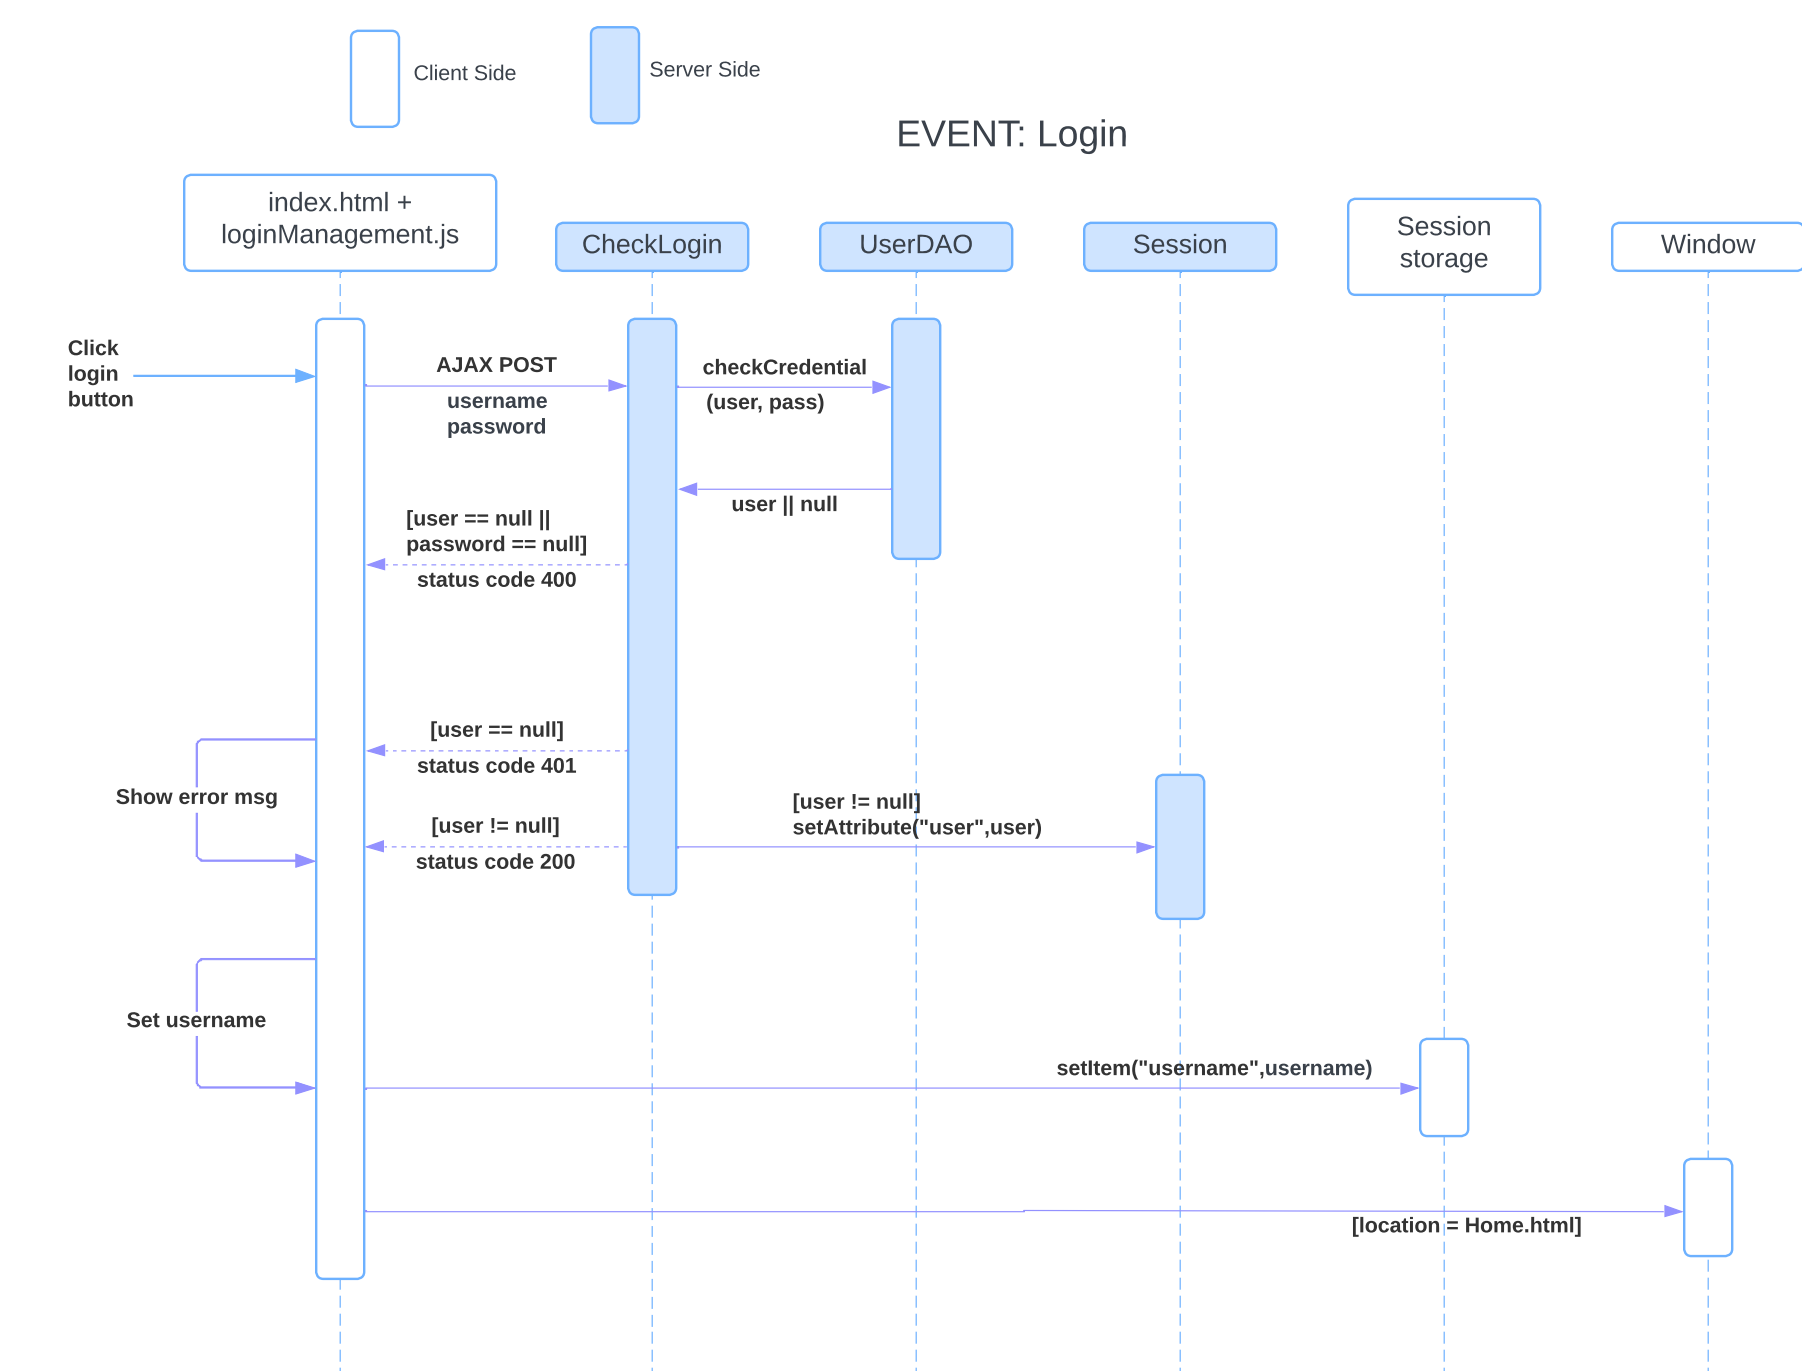 Client Side
Server Side
EVENT: Login
index.html +
loginManagement.js
CheckLogin
UserDAO
Session
Session
storage
Window
Click
login
button
AJAX POST
username
password
checkCredential
(user, pass)
user || null
[user == null ||
password == null]
status code 400
[user == null]
status code 401
Show error msg
[user != null]
status code 200
[user != null]
setAttribute("user",user)
Set username
setItem("username",username)
[location = Home.html]